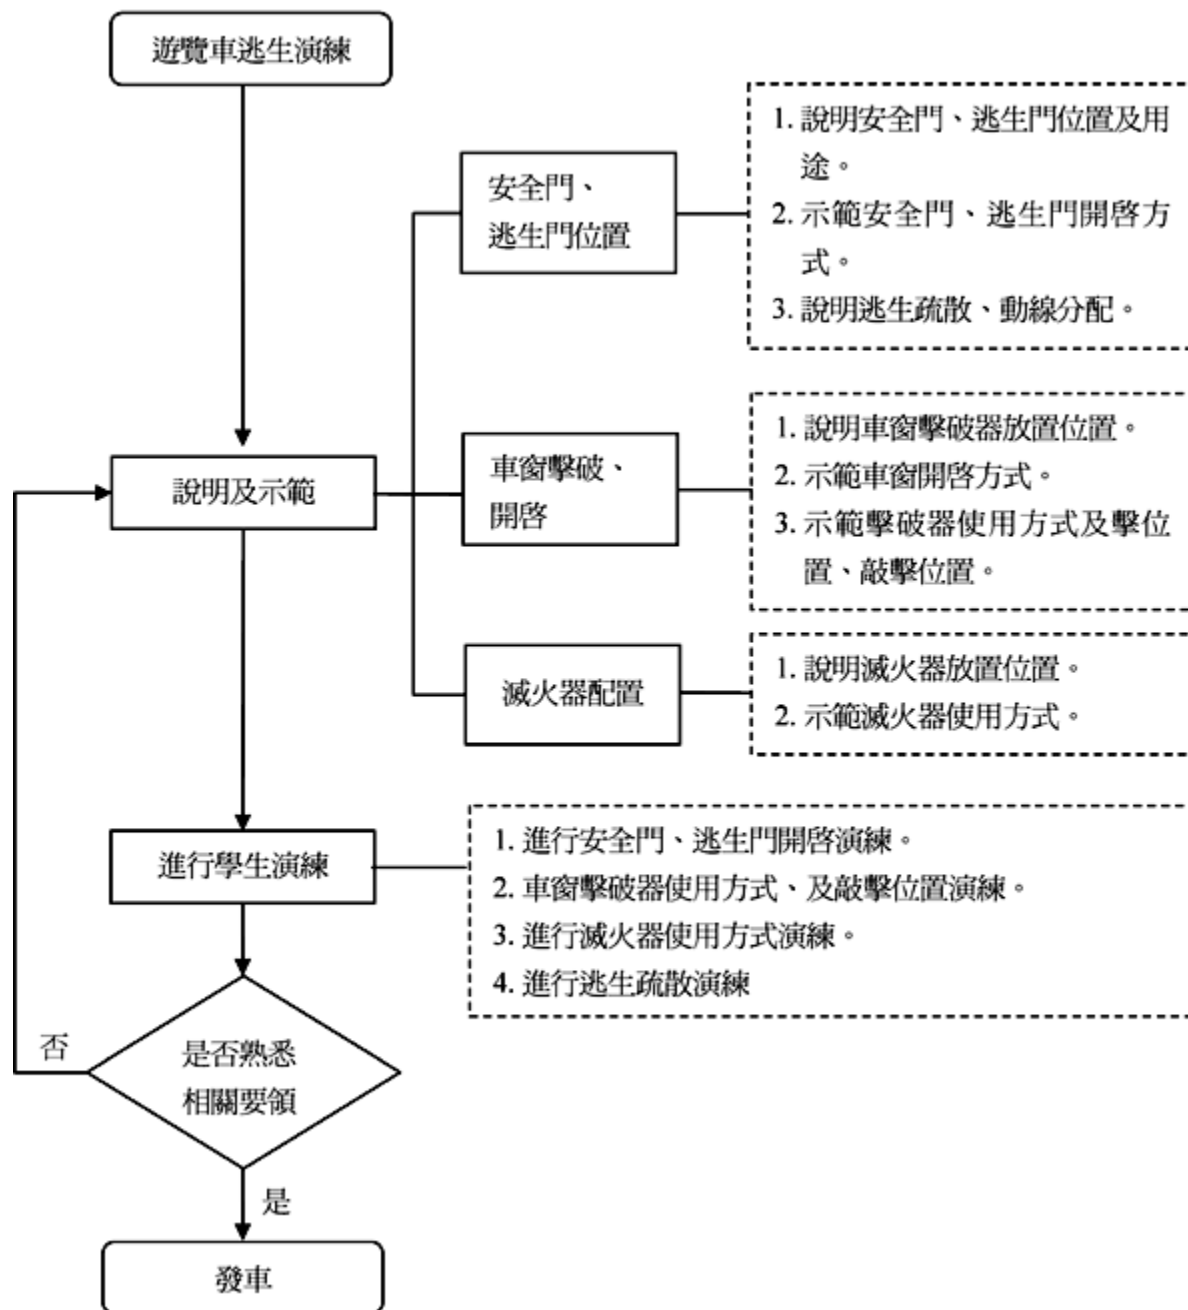 遊覽車逃生演練
安全門、
逃生門位置
1. 說明安全門、逃生門位置及用
途。
2. 示範安全門、逃生門開啓方
式。
3. 說明逃生疏散、動線分配。
說明及示範
車窗擊破、
開啓
1. 說明車窗擊破器放置位置。
2. 示範車窗開啓方式。
3. 示範擊破器使用方式及擊位
置、敲擊位置。
滅火器配置
1. 說明滅火器放置位置。
2. 示範滅火器使用方式。
進行學生演練
1. 進行安全門、逃生門開啓演練。
2. 車窗擊破器使用方式、及敲擊位置演練。
3. 進行滅火器使用方式演練。
4. 進行逃生疏散演練
否
是否熟悉
相關要領
是
發車